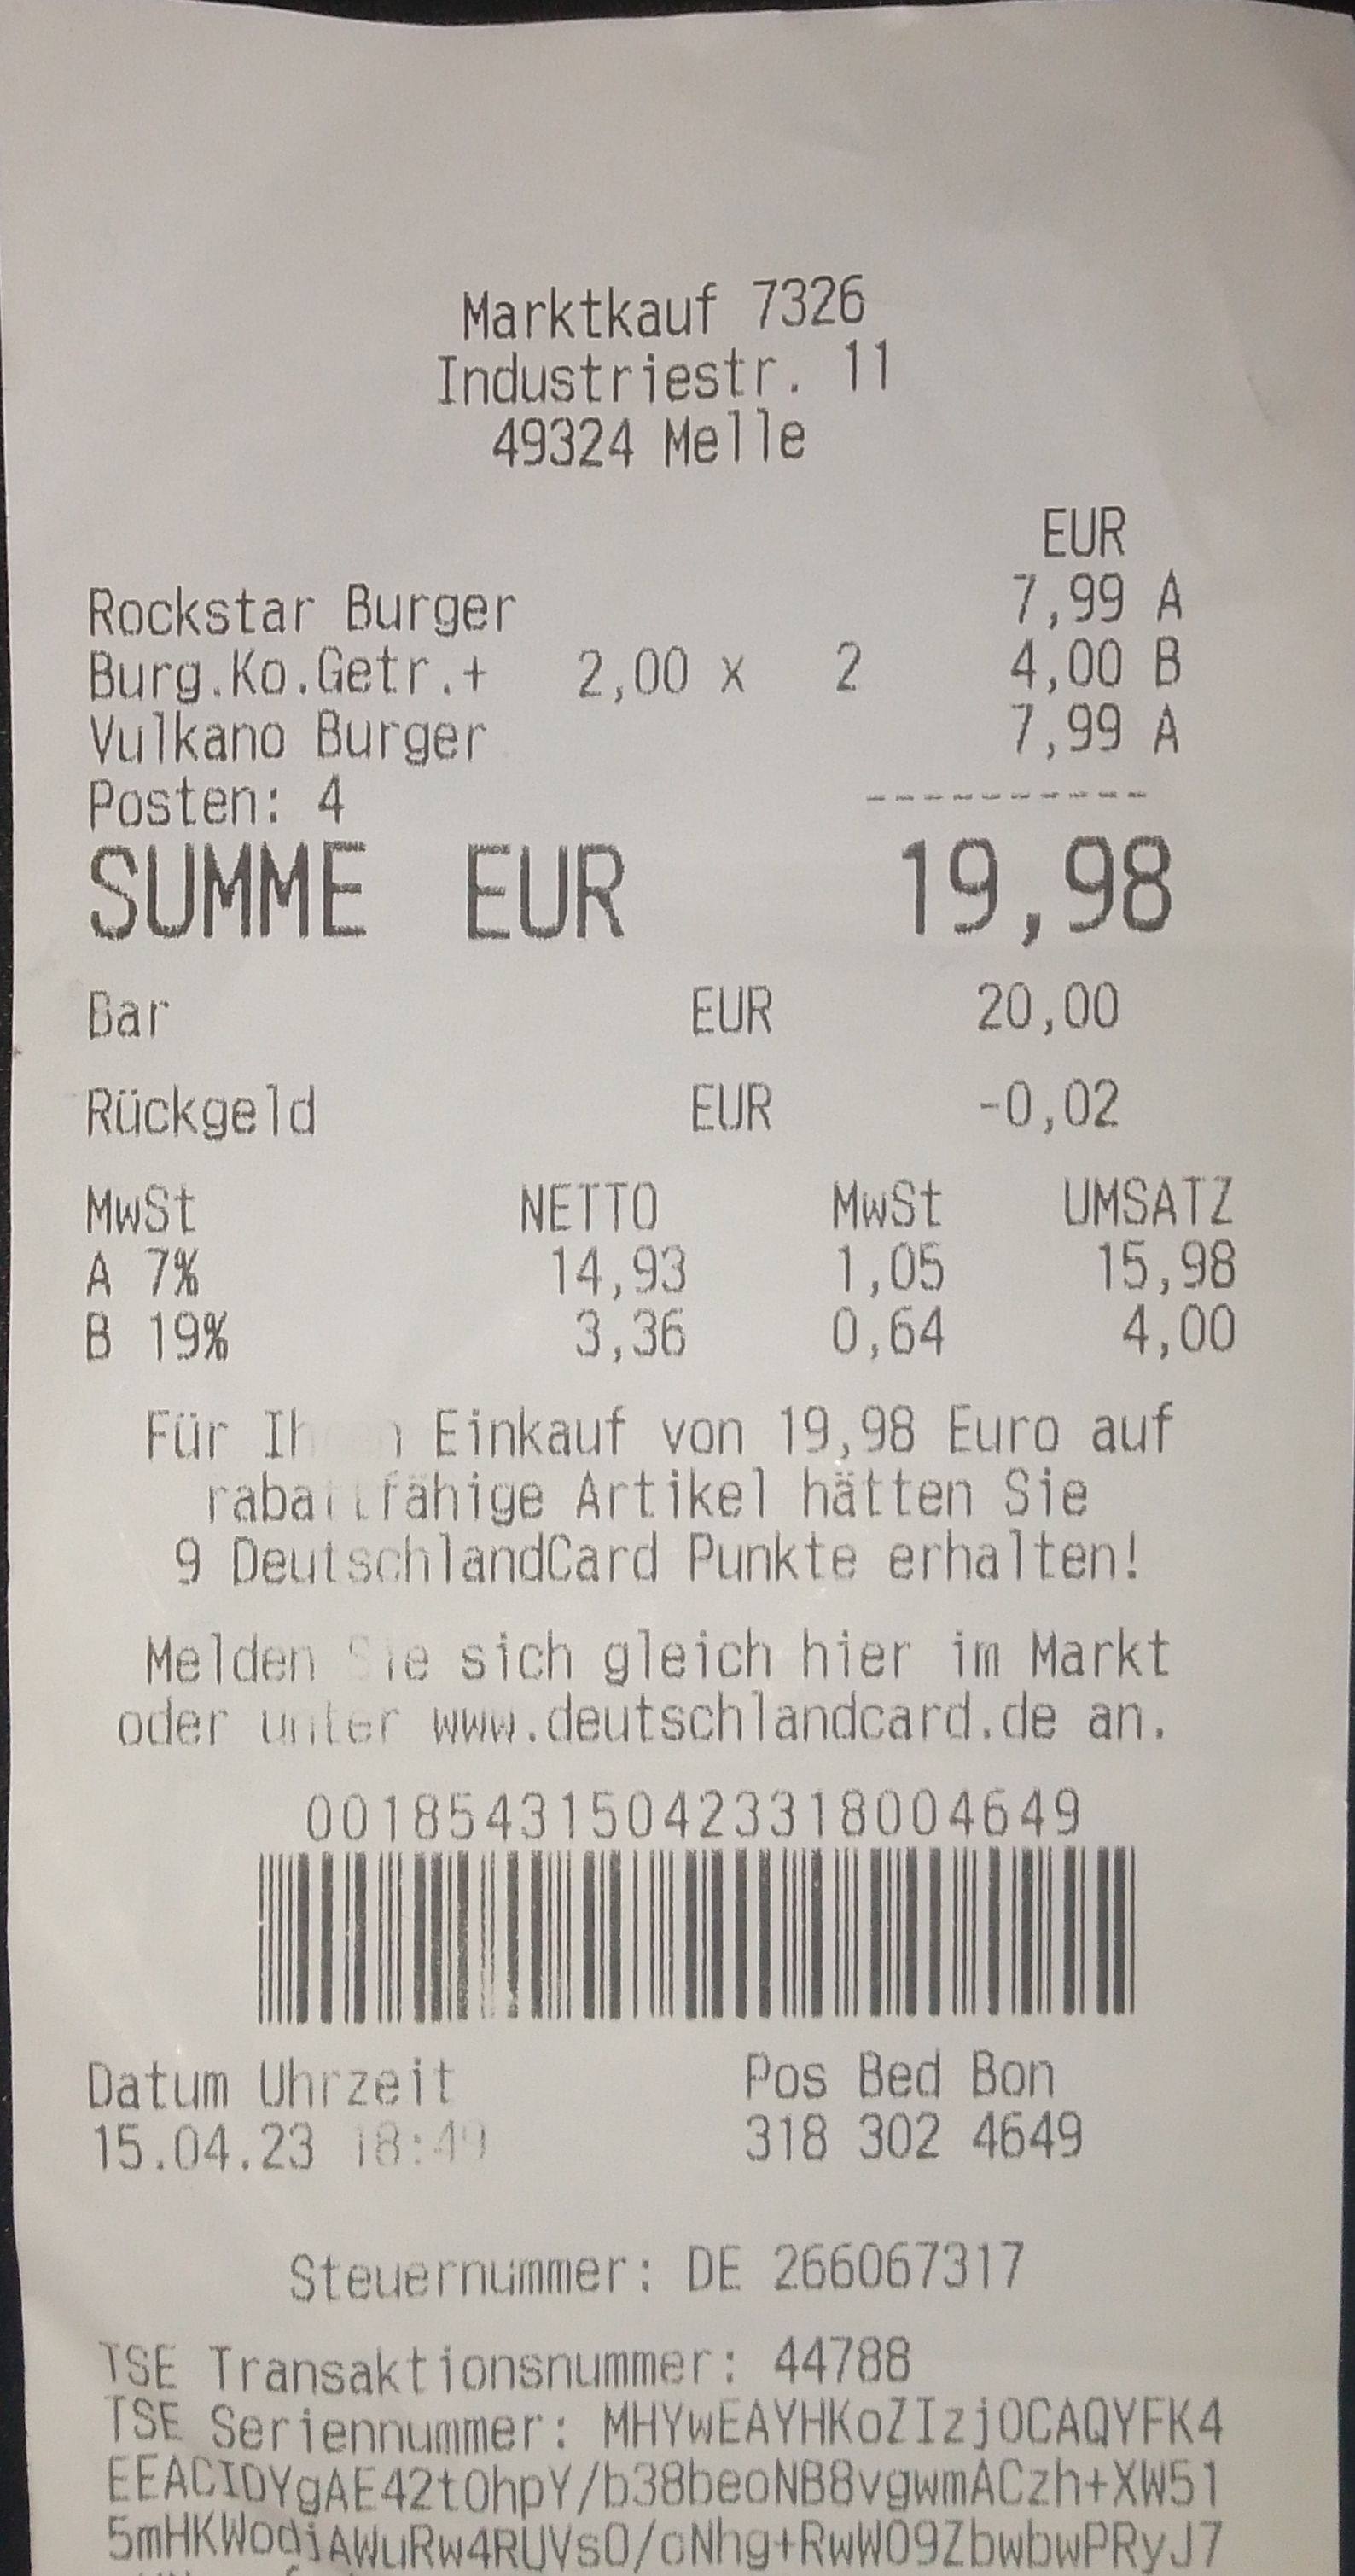 Marktkauf 7326
Industriestr. 11
49324 Melle
EUR
Rockstar Burger 7,99 A
Burg.Ko.Getr.+ 2,00 x 2 4,00 B
Vulkano Burger 7,99 A
Posten: 4
----------
SUMME EUR 19,98
Bar EUR 20,00
Rückgeld EUR -0,02
MwSt NETTO MwSt UMSATZ
A 7% 14,93 1,05 15,98
B 19% 3,36 0,64 4,00
Für Ihren Einkauf von 19,98 Euro auf
rabattfähige Artikel hätten Sie
9 DeutschlandCard Punkte erhalten!
Melden Sie sich gleich hier im Markt
oder unter www.deutschlandcard.de an.
0018543150423318004649
Datum Uhrzeit Pos Bed Bon
15.04.23 18:49 318 302 4649
Steuernummer: DE 266067317
TSE Transaktionsnummer: 44788
TSE Seriennummer: MHYwEAYHKoZIzj0CAQYFK4
EEACIDYgAE42t0hpY/b38beoNB8vgwmACzh+XW51